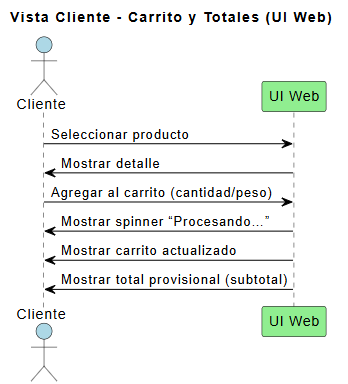 Vista Cliente - Carrito y Totales (UI Web)
Cliente
UI Web
Seleccionar producto
Mostrar detalle
Agregar al carrito (cantidad/peso)
Mostrar spinner “Procesando...”
Mostrar carrito actualizado
Mostrar total provisional (subtotal)
Cliente
UI Web